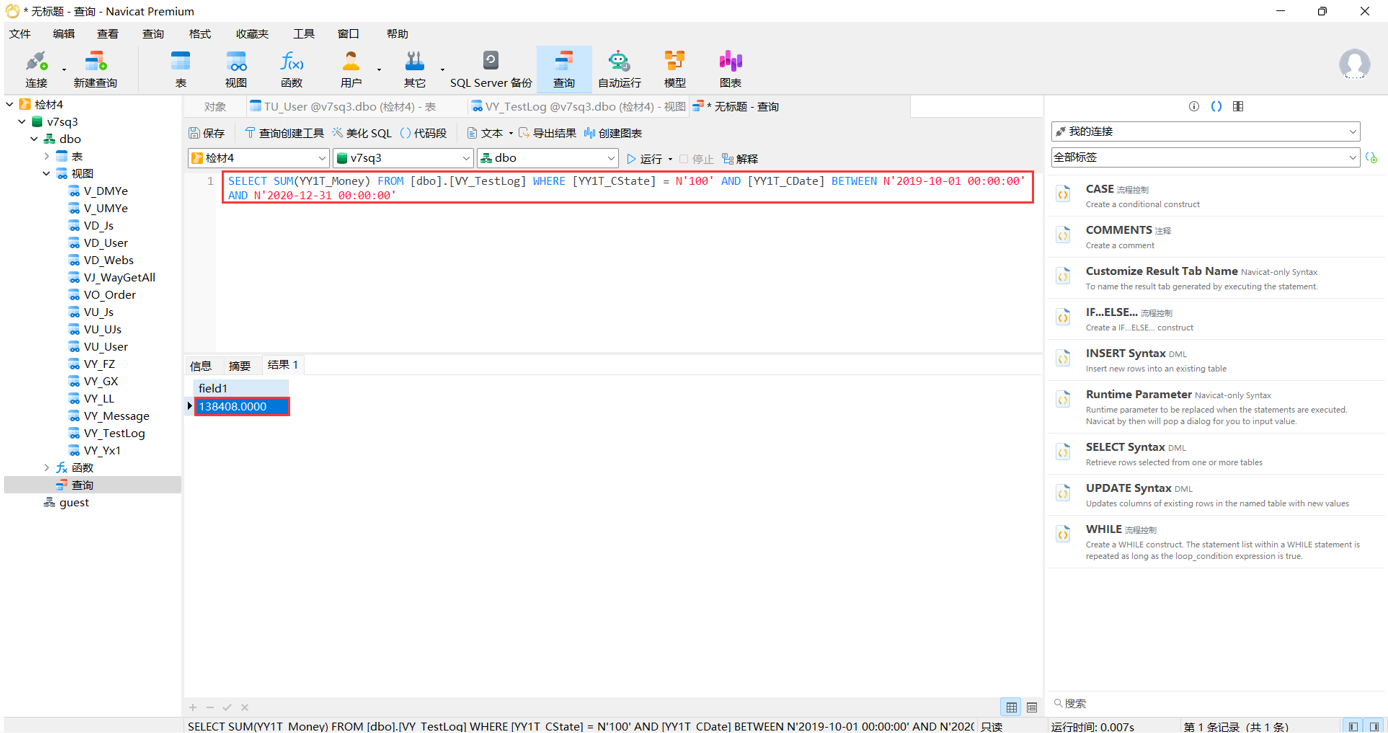 * 无标题 - 查询 - Navicat Premium
文件 编辑 查看 查询 格式 收藏夹 工具 窗口 帮助
连接 新建查询 表 视图 函数 用户 其它 SQL Server 备份 查询 自动运行 模型 图表
检材4
v7sq3
dbo
表
视图
V_DMYe
V_UMYe
VD_Js
VD_User
VD_Webs
VJ_WayGetAll
VO_Order
VU_Js
VU_UJs
VU_User
VY_FZ
VY_GX
VY_LL
VY_Message
VY_TestLog
VY_Yx1
函数
查询
guest
对象 TU_User @v7sq3.dbo (检材4) - 表 VY_TestLog @v7sq3.dbo (检材4) - 视图 * 无标题 - 查询
保存 查询创建工具 美化 SQL 代码段 文本 导出结果 创建图表
检材4 v7sq3 dbo 运行 停止 解释
1 SELECT SUM(YY1T_Money) FROM [dbo].[VY_TestLog] WHERE [YY1T_CState] = N'100' AND [YY1T_CDate] BETWEEN N'2019-10-01 00:00:00'
AND N'2020-12-31 00:00:00'
信息 摘要 结果 1
field1
138408.0000
SELECT SUM(YY1T_Money) FROM [dbo].[VY_TestLog] WHERE [YY1T_CState] = N'100' AND [YY1T_CDate] BETWEEN N'2019-10-01 00:00:00' AND N'202 只读 运行时间: 0.007s 第 1 条记录 (共 1 条)
我的连接
全部标签
CASE 流程控制
Create a conditional construct
COMMENTS 注释
Create a comment
Customize Result Tab Name Navicat-only Syntax
To name the result tab generated by executing the statement.
IF...ELSE... 流程控制
Create a IF...ELSE... construct
INSERT Syntax DML
Insert new rows into an existing table
Runtime Parameter Navicat-only Syntax
Runtime parameter to be replaced when the statements are executed.
Navicat by then will pop a dialog for you to input value.
SELECT Syntax DML
Retrieve rows selected from one or more tables
UPDATE Syntax DML
Updates columns of existing rows in the named table with new values
WHILE 流程控制
Create a WHILE construct. The statement list within a WHILE statement is
repeated as long as the loop_condition expression is true.
搜索